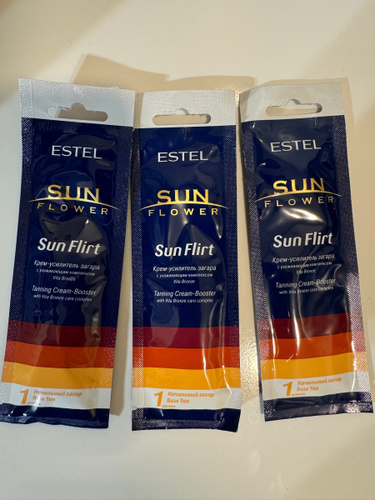 ESTEL
SUN
FLOWER
Sun Flirt
Крем-усилитель загара
с ухаживающим комплексом
Vita Bronze
Tanning Cream-Booster
with Vita Bronze care complex
1
Начальный загар
Base Tan
ESTEL
SUN
FLOWER
Sun Flirt
Крем-усилитель загара
с ухаживающим комплексом
Vita Bronze
Tanning Cream-Booster
with Vita Bronze care complex
1
Начальный загар
Base Tan
ESTEL
SUN
FLOWER
Sun Flirt
Крем-усилитель загара
с ухаживающим комплексом
Vita Bronze
Tanning Cream-Booster
with Vita Bronze care complex
1
Начальный загар
Base Tan